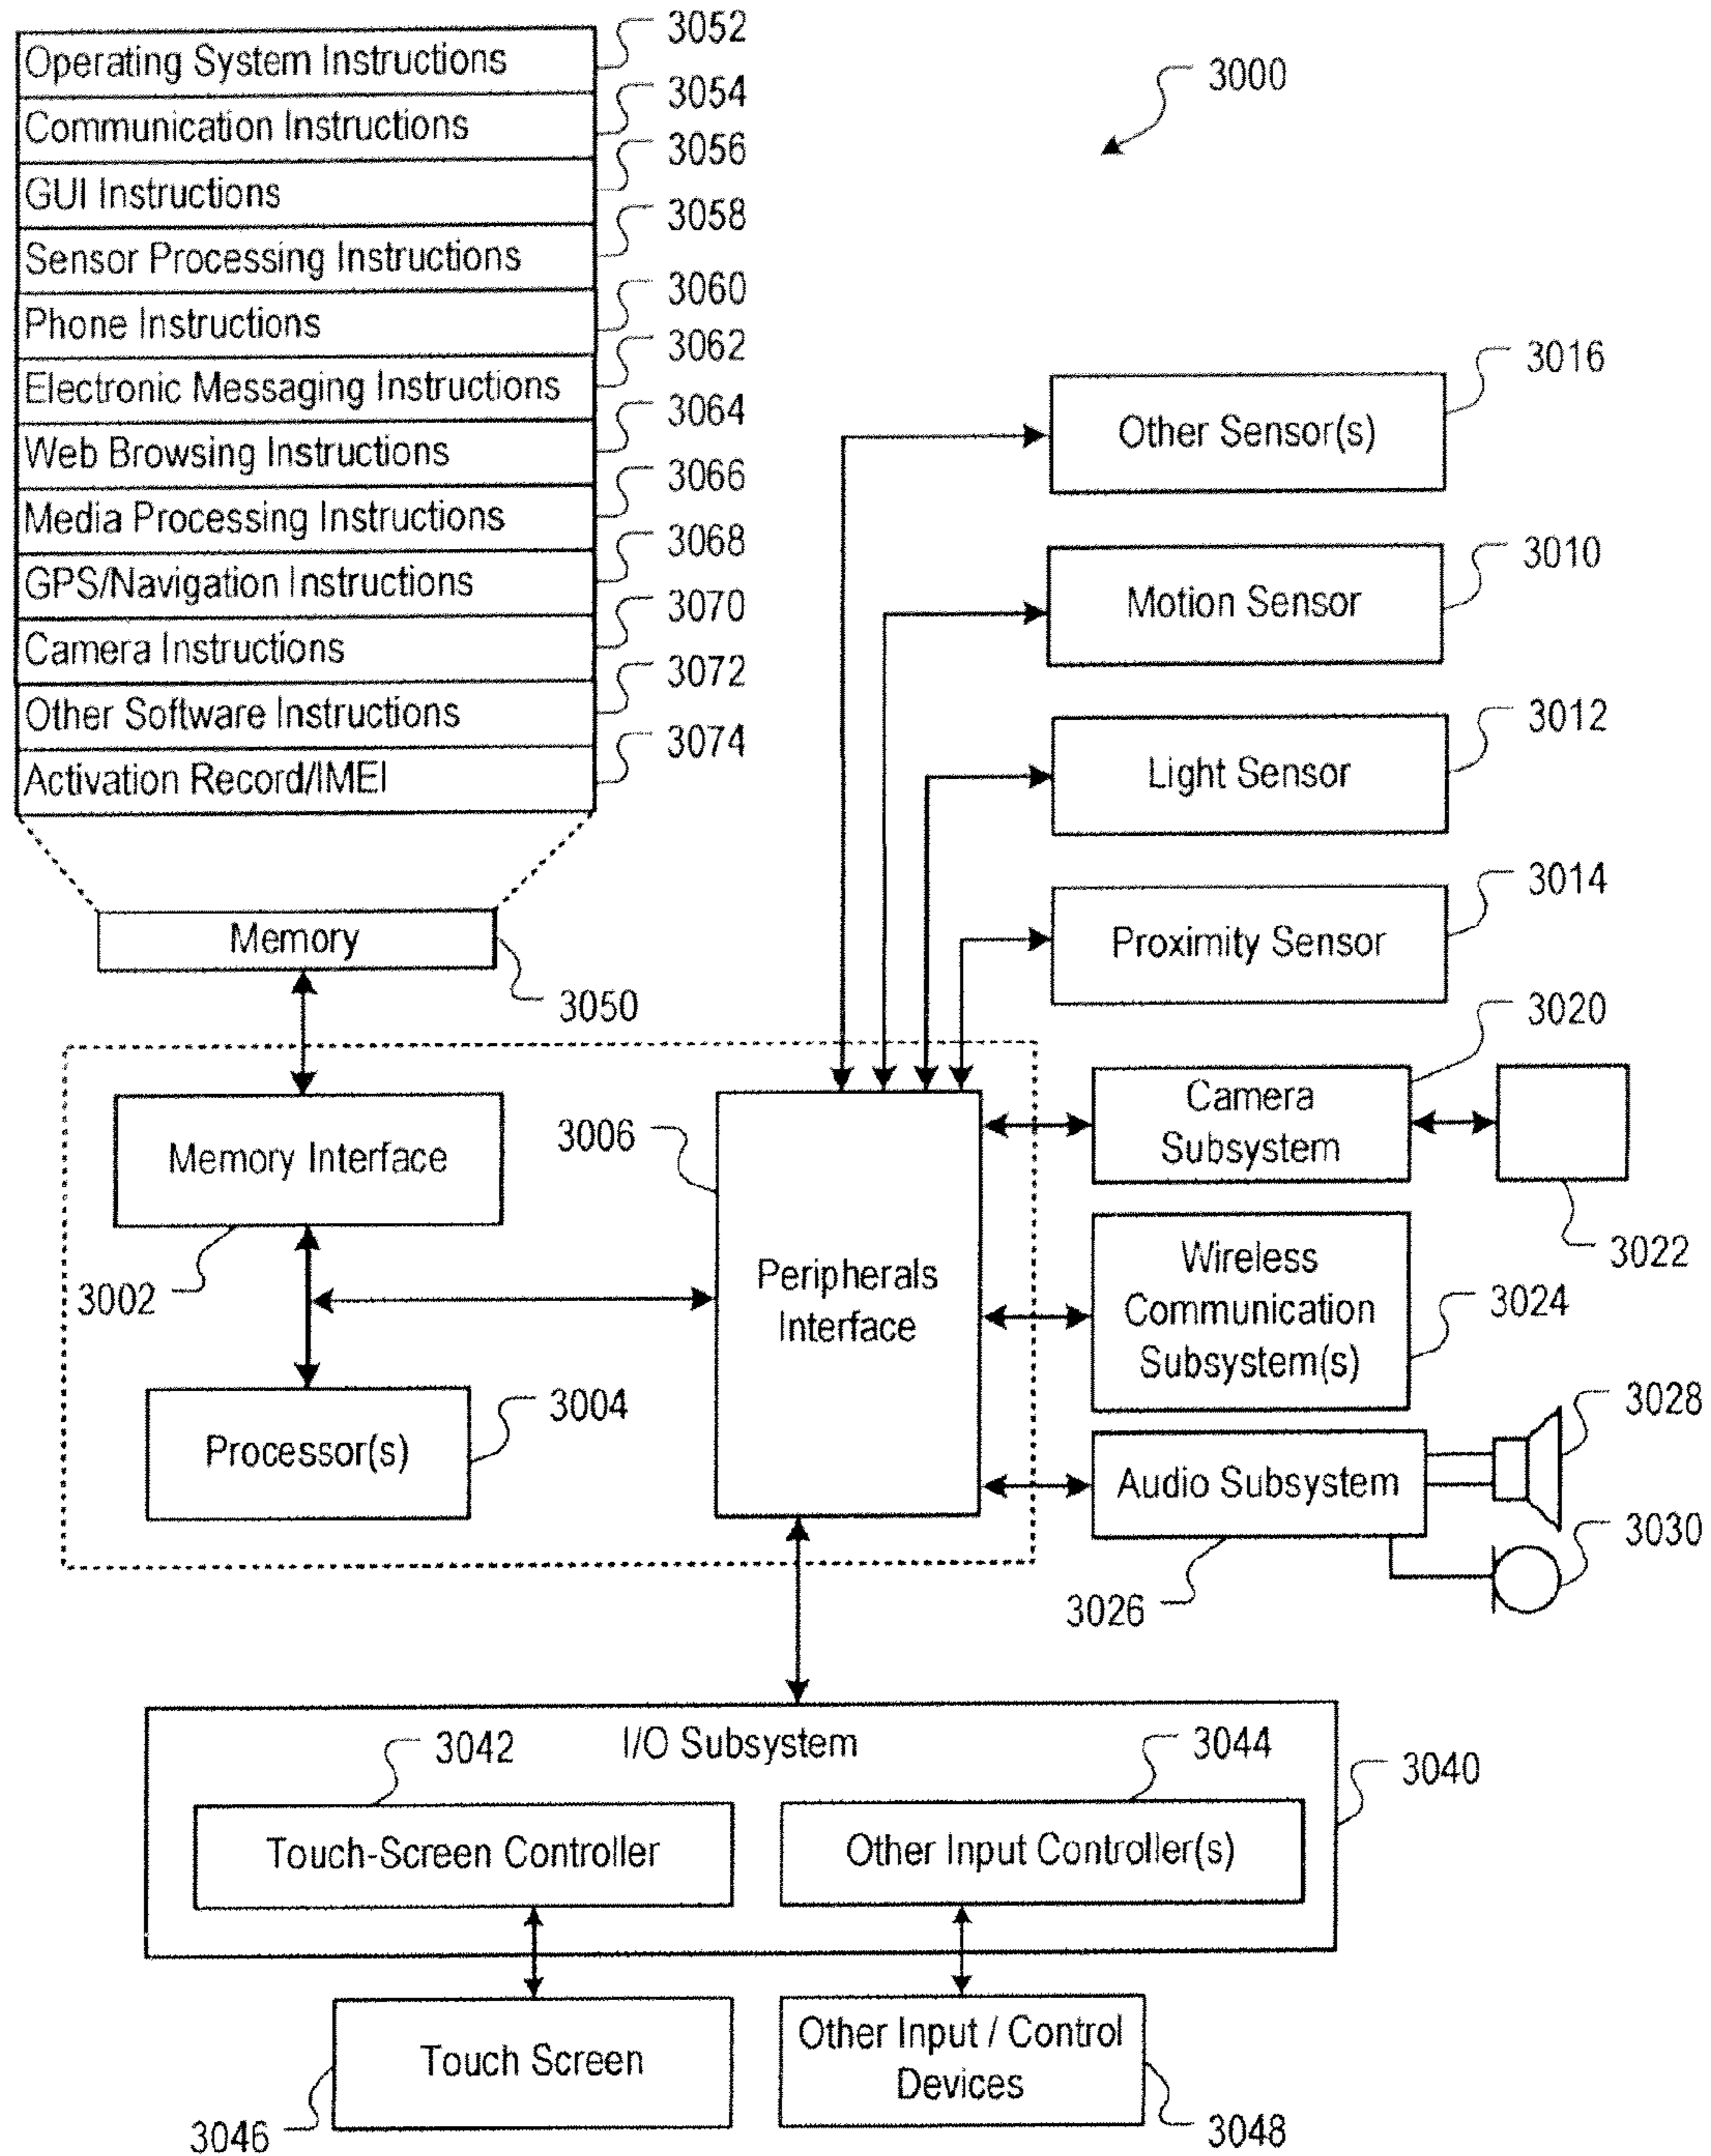 3052
Operating System Instructions
3054
Communication Instructions
3056
GUI Instructions
3058
Sensor Processing Instructions
3060
Phone Instructions
3062
Electronic Messaging Instructions
3064
Web Browsing Instructions
3066
Media Processing Instructions
3068
GPS/Navigation Instructions
3070
Camera Instructions
3072
Other Software Instructions
3074
Activation Record/IMEI
3000
Memory
3050
3016
Other Sensor(s)
3010
Motion Sensor
3012
Light Sensor
3014
Proximity Sensor
3020
Camera
Subsystem
3022
Memory Interface
3002
3006
Peripherals
Interface
Wireless
Communication
Subsystem(s)
3024
Processor(s)
3004
Audio Subsystem
3028
3030
3026
I/O Subsystem
3042
3044
3040
Touch-Screen Controller
Other Input Controller(s)
Touch Screen
3046
Other Input / Control
Devices
3048